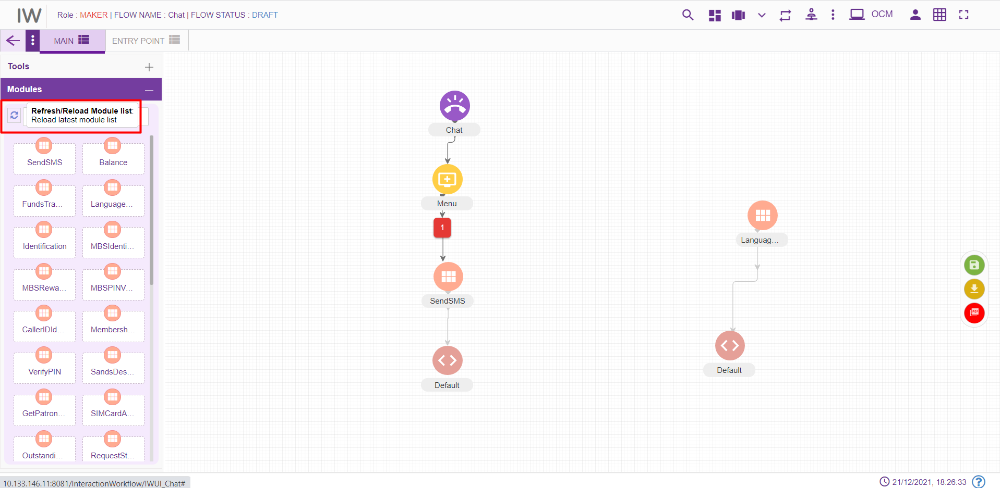 IW
Role : MAKER | FLOW NAME : Chat | FLOW STATUS : DRAFT
OCM
MAIN
ENTRY POINT
Tools
Modules
Refresh/Reload Module list:
Reload latest module list
SendSMS
Balance
FundsTra...
Language...
Identification
MBSIdenti...
MBSRewa...
MBSPINV...
CallerIDId...
Membersh...
VerifyPIN
SandsDes...
GetPatron...
SIMCardA...
Outstandi...
RequestSt...
Chat
Menu
1
SendSMS
Default
Languag...
Default
PDF
10.133.146.11:8081/InteractionWorkflow/IWUI_Chat#
21/12/2021, 18:26:33
?